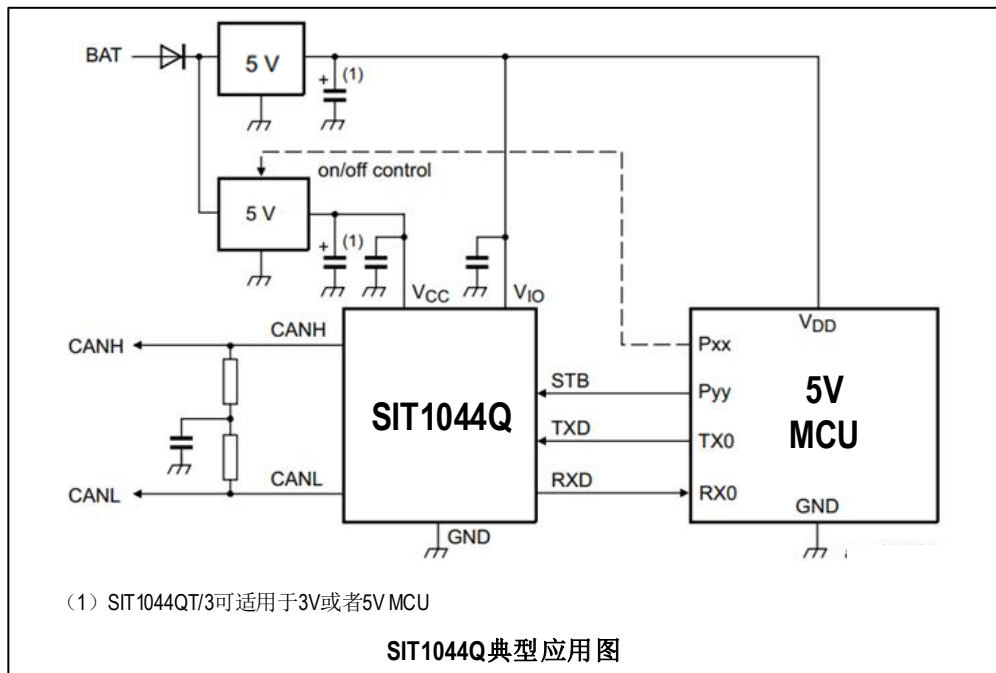 BAT
5 V
+ (1)
on/off control
5 V
+ (1)
VCC
VIO
VDD
CANH
CANH
Pxx
STB
Pyy
5V
MCU
SIT1044Q
TXD
TX0
CANL
CANL
RXD
RX0
GND
GND
（1）SIT1044QT/3可适用于3V或者5V MCU
SIT1044Q典型应用图